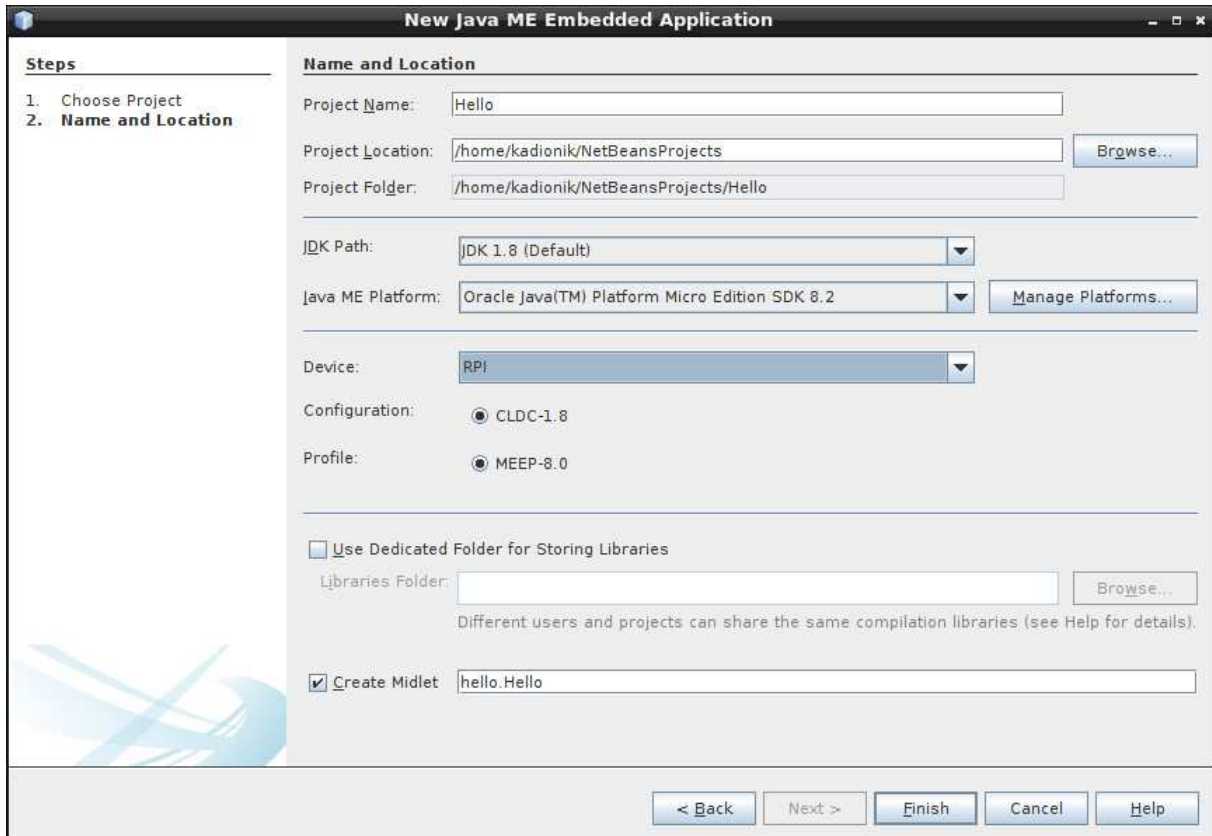 New Java ME Embedded Application
Steps
1. Choose Project
2. Name and Location
Name and Location
Project Name: Hello
Project Location: /home/kadionik/NetBeansProjects Browse...
Project Folder: /home/kadionik/NetBeansProjects/Hello
JDK Path: JDK 1.8 (Default)
Java ME Platform: Oracle Java(TM) Platform Micro Edition SDK 8.2 Manage Platforms...
Device: RPI
Configuration: CLDC-1.8
Profile: MEEP-8.0
Use Dedicated Folder for Storing Libraries
Libraries Folder: Browse...
Different users and projects can share the same compilation libraries (see Help for details).
Create Midlet hello.Hello
< Back Next > Finish Cancel Help